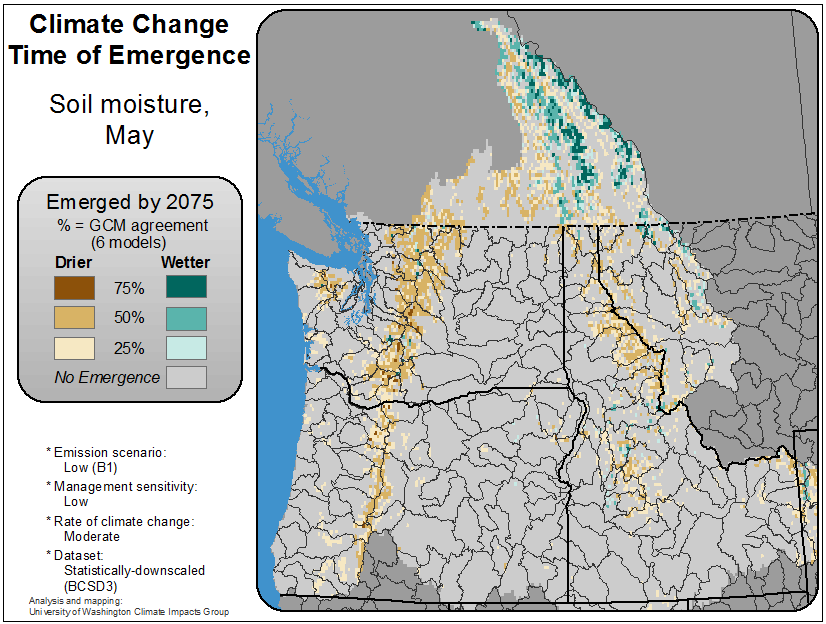 Climate Change
Time of Emergence
Soil moisture,
May
Emerged by 2075
% = GCM agreement
(6 models)
Drier Wetter
75%
50%
25%
No Emergence
* Emission scenario:
Low (B1)
* Management sensitivity:
Low
* Rate of climate change:
Moderate
* Dataset:
Statistically-downscaled
(BCSD3)
Analysis and mapping:
University of Washington Climate Impacts Group